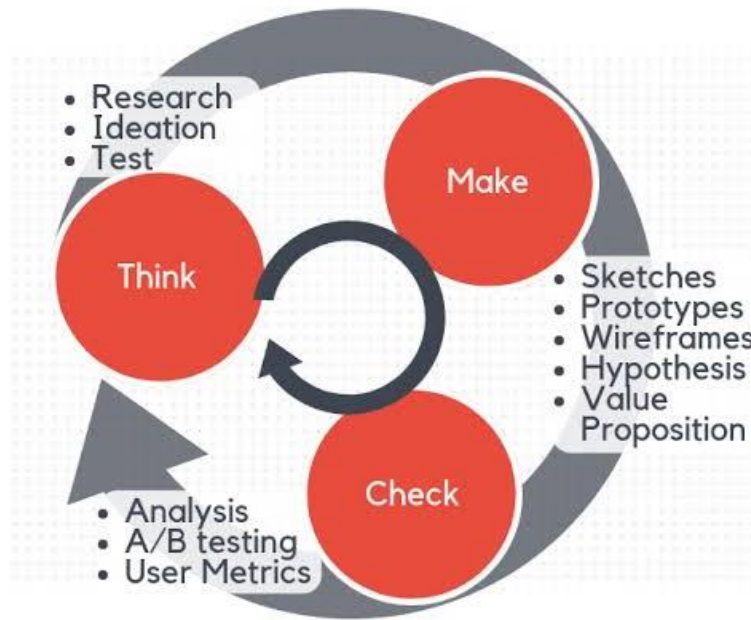 • Research
• Ideation
• Test
Think
Make
• Sketches
• Prototypes
• Wireframes
• Hypothesis
• Value
Proposition
Check
• Analysis
• A/B testing
• User Metrics